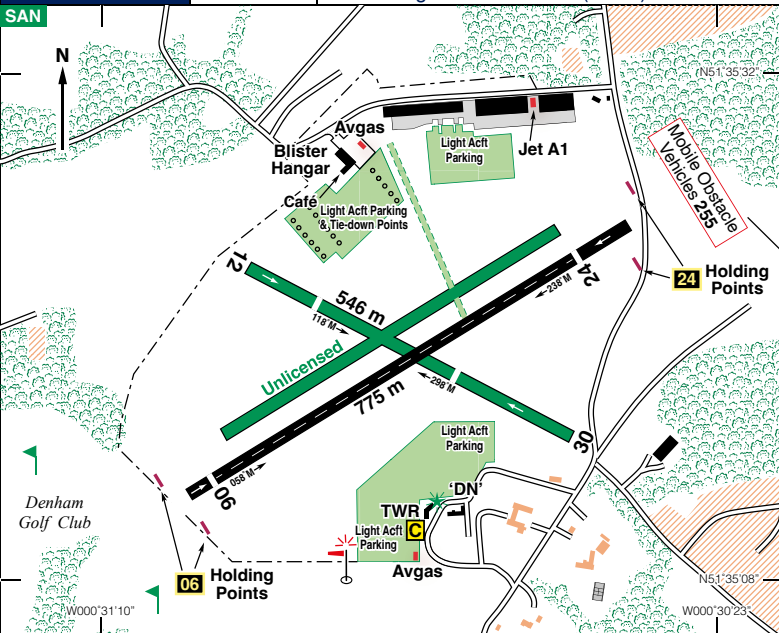 SAN
N
N51°35'32"
Avgas
Blister
Hangar
Light Acft
Parking
Jet A1
Mobile Obstacle
Vehicles 255
Café
Light Acft Parking
& Tie-down Points
12
24
24 Holding
Points
238°M
546 m
118°M
Unlicensed
298°M
775 m
30
Light Acft
Parking
058°M
06
'DN'
Denham
Golf Club
TWR
C
Light Acft
Parking
Avgas
06 Holding
Points
N51°35'08"
W000°31'10"
W000°30'23"